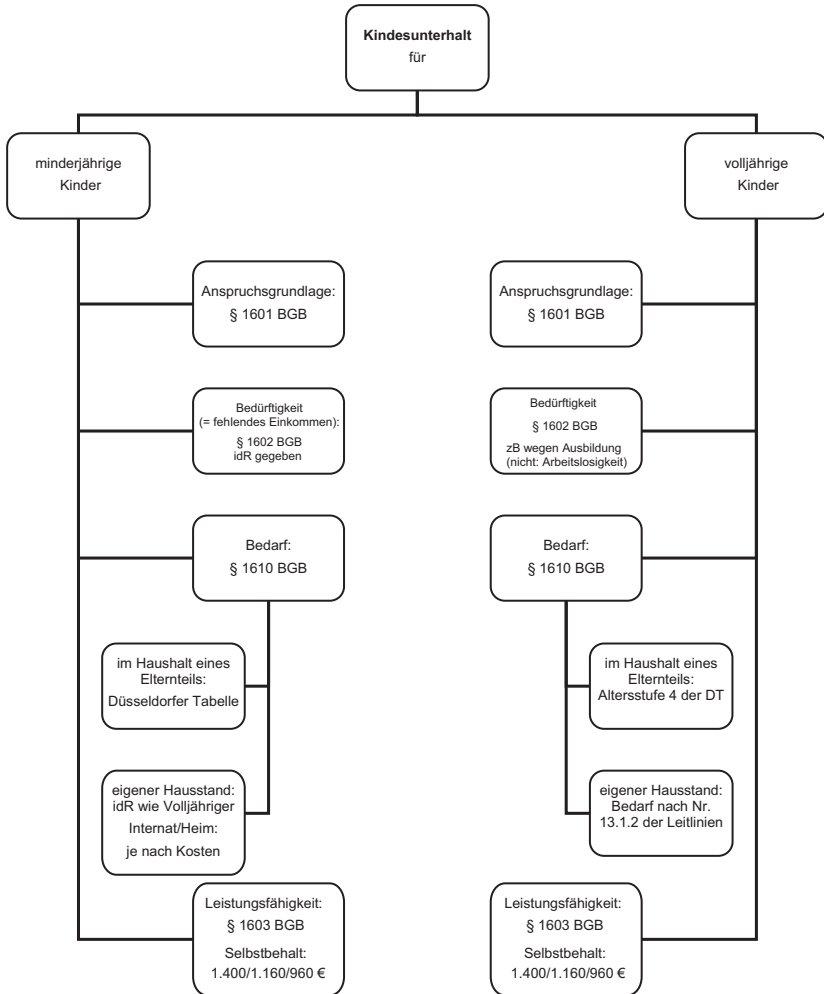 Kindesunterhalt
für
minderjährige
Kinder
volljährige
Kinder
Anspruchsgrundlage:
§ 1601 BGB
Anspruchsgrundlage:
§ 1601 BGB
Bedürftigkeit
(= fehlendes Einkommen):
§ 1602 BGB
idR gegeben
Bedürftigkeit
§ 1602 BGB
zB wegen Ausbildung
(nicht: Arbeitslosigkeit)
Bedarf:
§ 1610 BGB
Bedarf:
§ 1610 BGB
im Haushalt eines
Elternteils:
Düsseldorfer Tabelle
im Haushalt eines
Elternteils:
Altersstufe 4 der DT
eigener Hausstand:
idR wie Volljähriger
Internat/Heim:
je nach Kosten
eigener Hausstand:
Bedarf nach Nr.
13.1.2 der Leitlinien
Leistungsfähigkeit:
§ 1603 BGB
Selbstbehalt:
1.400/1.160/960 €
Leistungsfähigkeit:
§ 1603 BGB
Selbstbehalt:
1.400/1.160/960 €